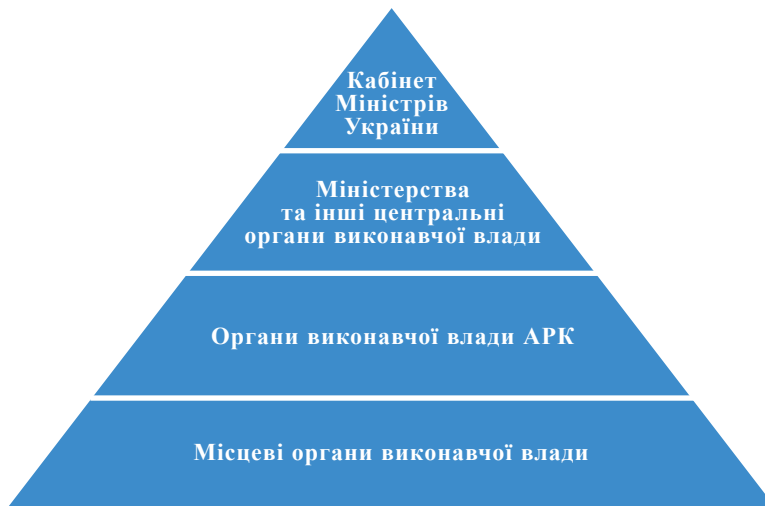 Кабінет
Міністрів
України
Міністерства
та інші центральні
органи виконавчої влади
Органи виконавчої влади АРК
Місцеві органи виконавчої влади